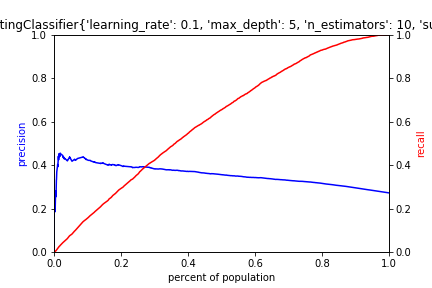 tingClassifier{'learning_rate': 0.1, 'max_depth': 5, 'n_estimators': 10, 'su
1.0 1.0
0.8 0.8
0.6 0.6
precision recall
0.4 0.4
0.2 0.2
0.0 0.0
0.0 0.2 0.4 0.6 0.8 1.0
percent of population